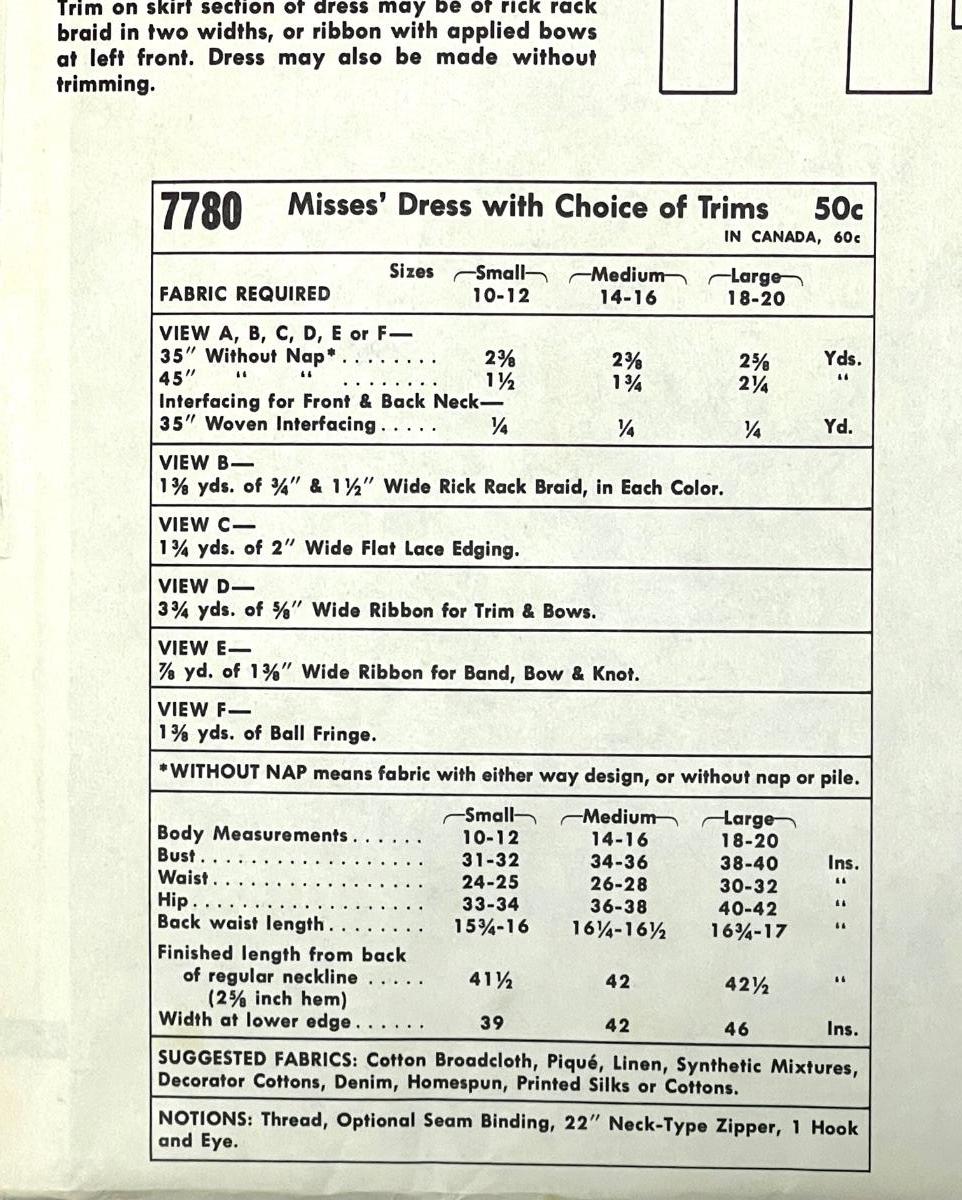 Trim on skirt section of dress may be of rick rack
braid in two widths, or ribbon with applied bows
at left front. Dress may also be made without
trimming.
7780 Misses' Dress with Choice of Trims 50c
IN CANADA, 60c
Sizes Small Medium Large
FABRIC REQUIRED 10-12 14-16 18-20
VIEW A, B, C, D, E or F—
35″ Without Nap* ........ 2⅜ 2⅜ 2⅝ Yds.
45″ “ “ ........ 1½ 1¾ 2¼ “
Interfacing for Front & Back Neck—
35″ Woven Interfacing ..... ¼ ¼ ¼ Yd.
VIEW B—
1⅜ yds. of ¾″ & 1½″ Wide Rick Rack Braid, in Each Color.
VIEW C—
1¾ yds. of 2″ Wide Flat Lace Edging.
VIEW D—
3¾ yds. of ⅝″ Wide Ribbon for Trim & Bows.
VIEW E—
⅞ yd. of 1⅜″ Wide Ribbon for Band, Bow & Knot.
VIEW F—
1⅜ yds. of Ball Fringe.
*WITHOUT NAP means fabric with either way design, or without nap or pile.
Small Medium Large
Body Measurements...... 10-12 14-16 18-20
Bust.................. 31-32 34-36 38-40 Ins.
Waist................. 24-25 26-28 30-32 “
Hip................... 33-34 36-38 40-42 “
Back waist length........ 15¾-16 16¼-16½ 16¾-17 “
Finished length from back
of regular neckline ..... 41½ 42 42½ “
(2⅝ inch hem)
Width at lower edge...... 39 42 46 Ins.
SUGGESTED FABRICS: Cotton Broadcloth, Piqué, Linen, Synthetic Mixtures,
Decorator Cottons, Denim, Homespun, Printed Silks or Cottons.
NOTIONS: Thread, Optional Seam Binding, 22″ Neck-Type Zipper, 1 Hook
and Eye.